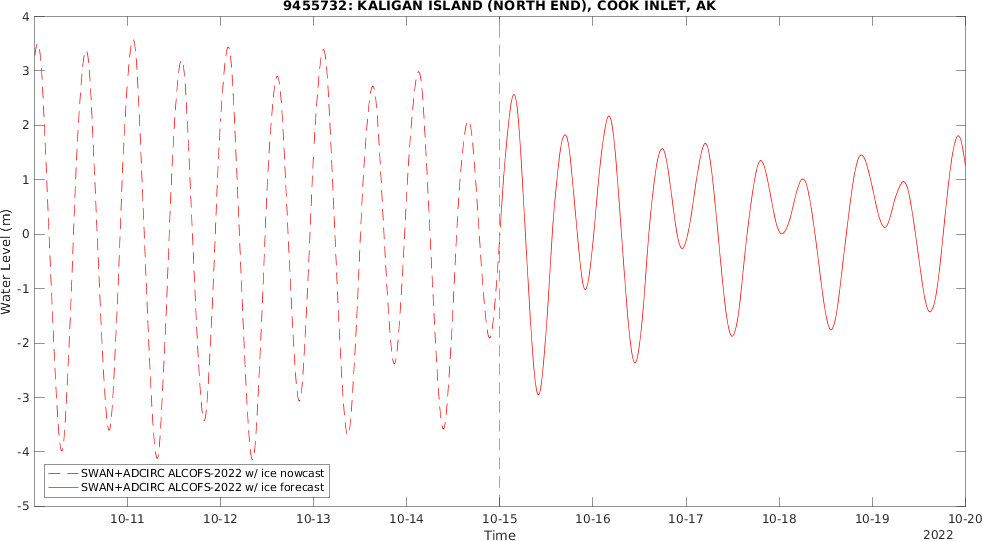 9455732: KALIGAN ISLAND (NORTH END), COOK INLET, AK
4
3
2
1
0
-1
-2
-3
-4
-5
Water Level (m)
SWAN+ADCIRC ALCOFS-2022 w/ ice nowcast
SWAN+ADCIRC ALCOFS-2022 w/ ice forecast
10-11 10-12 10-13 10-14 10-15 10-16 10-17 10-18 10-19 10-20
Time
2022